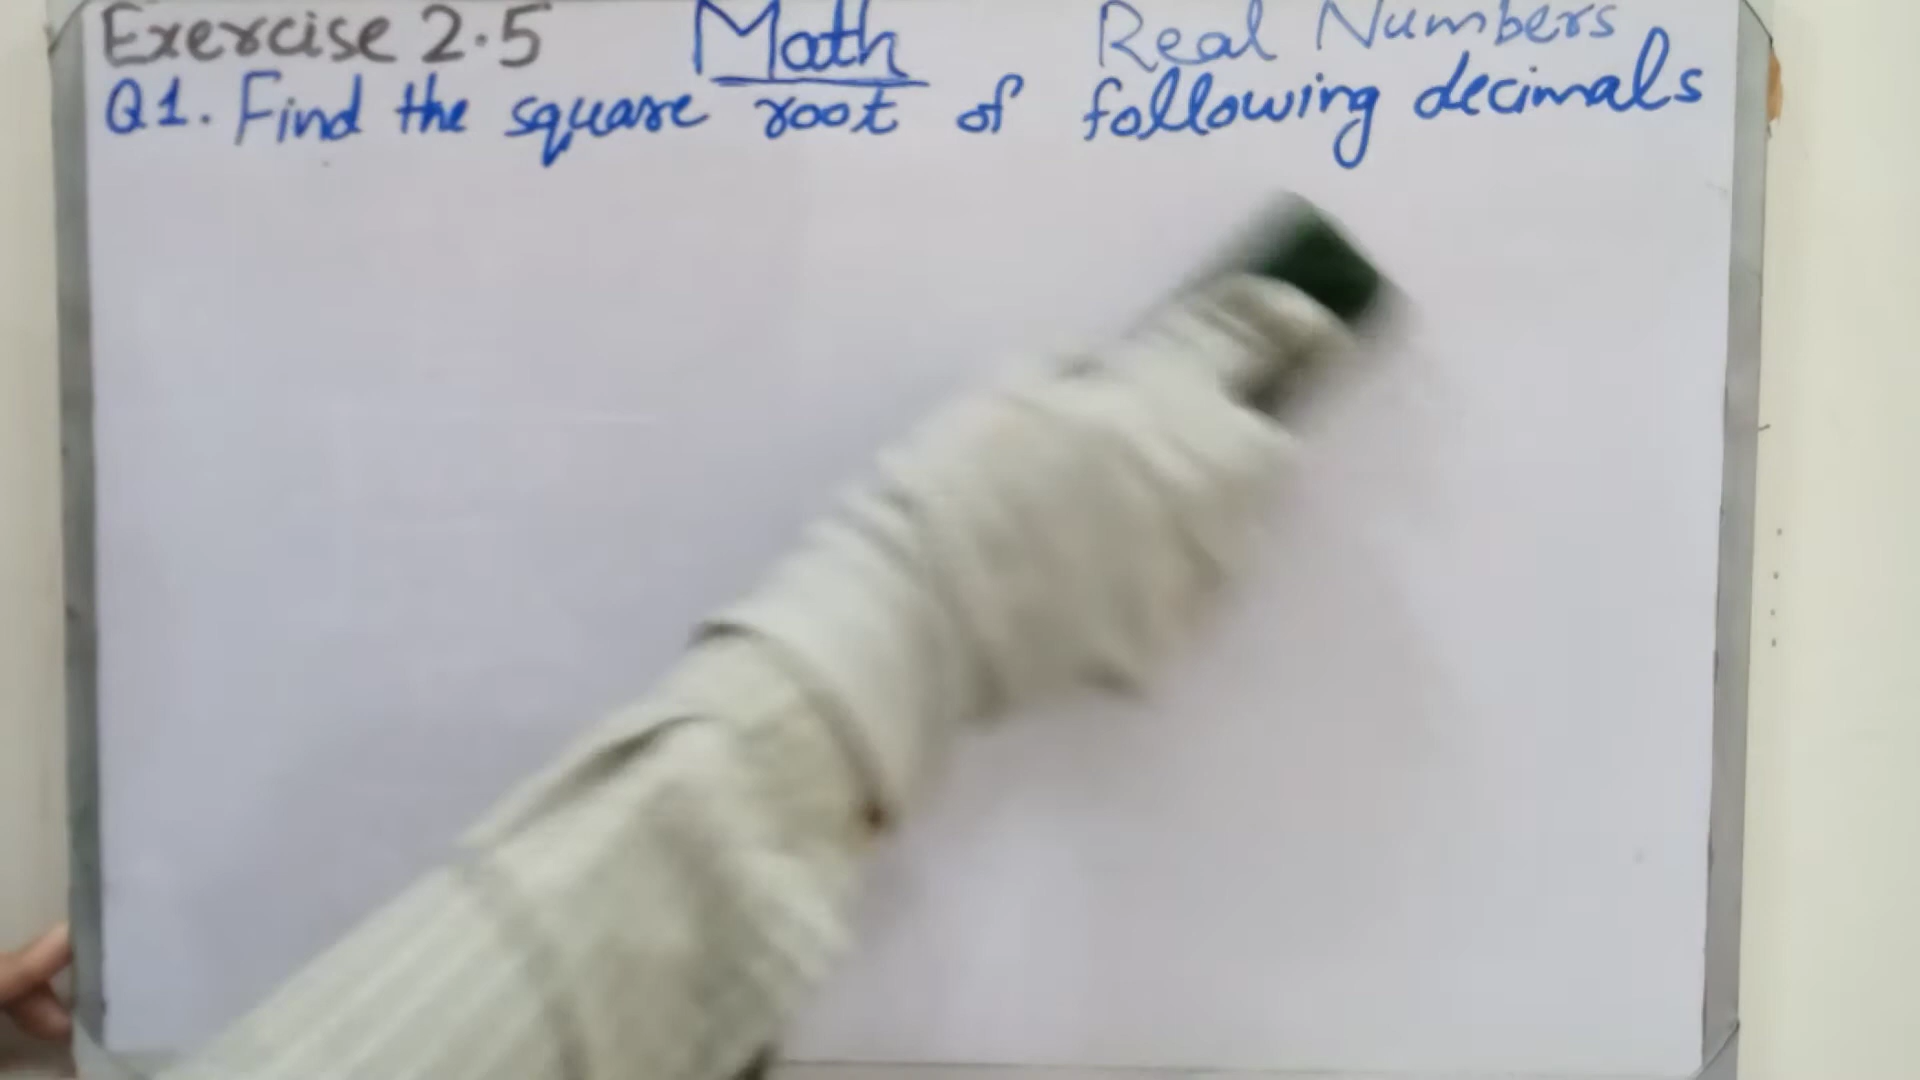 Exercise 2.5 Math Real Numbers
Q1. Find the square root of following decimals